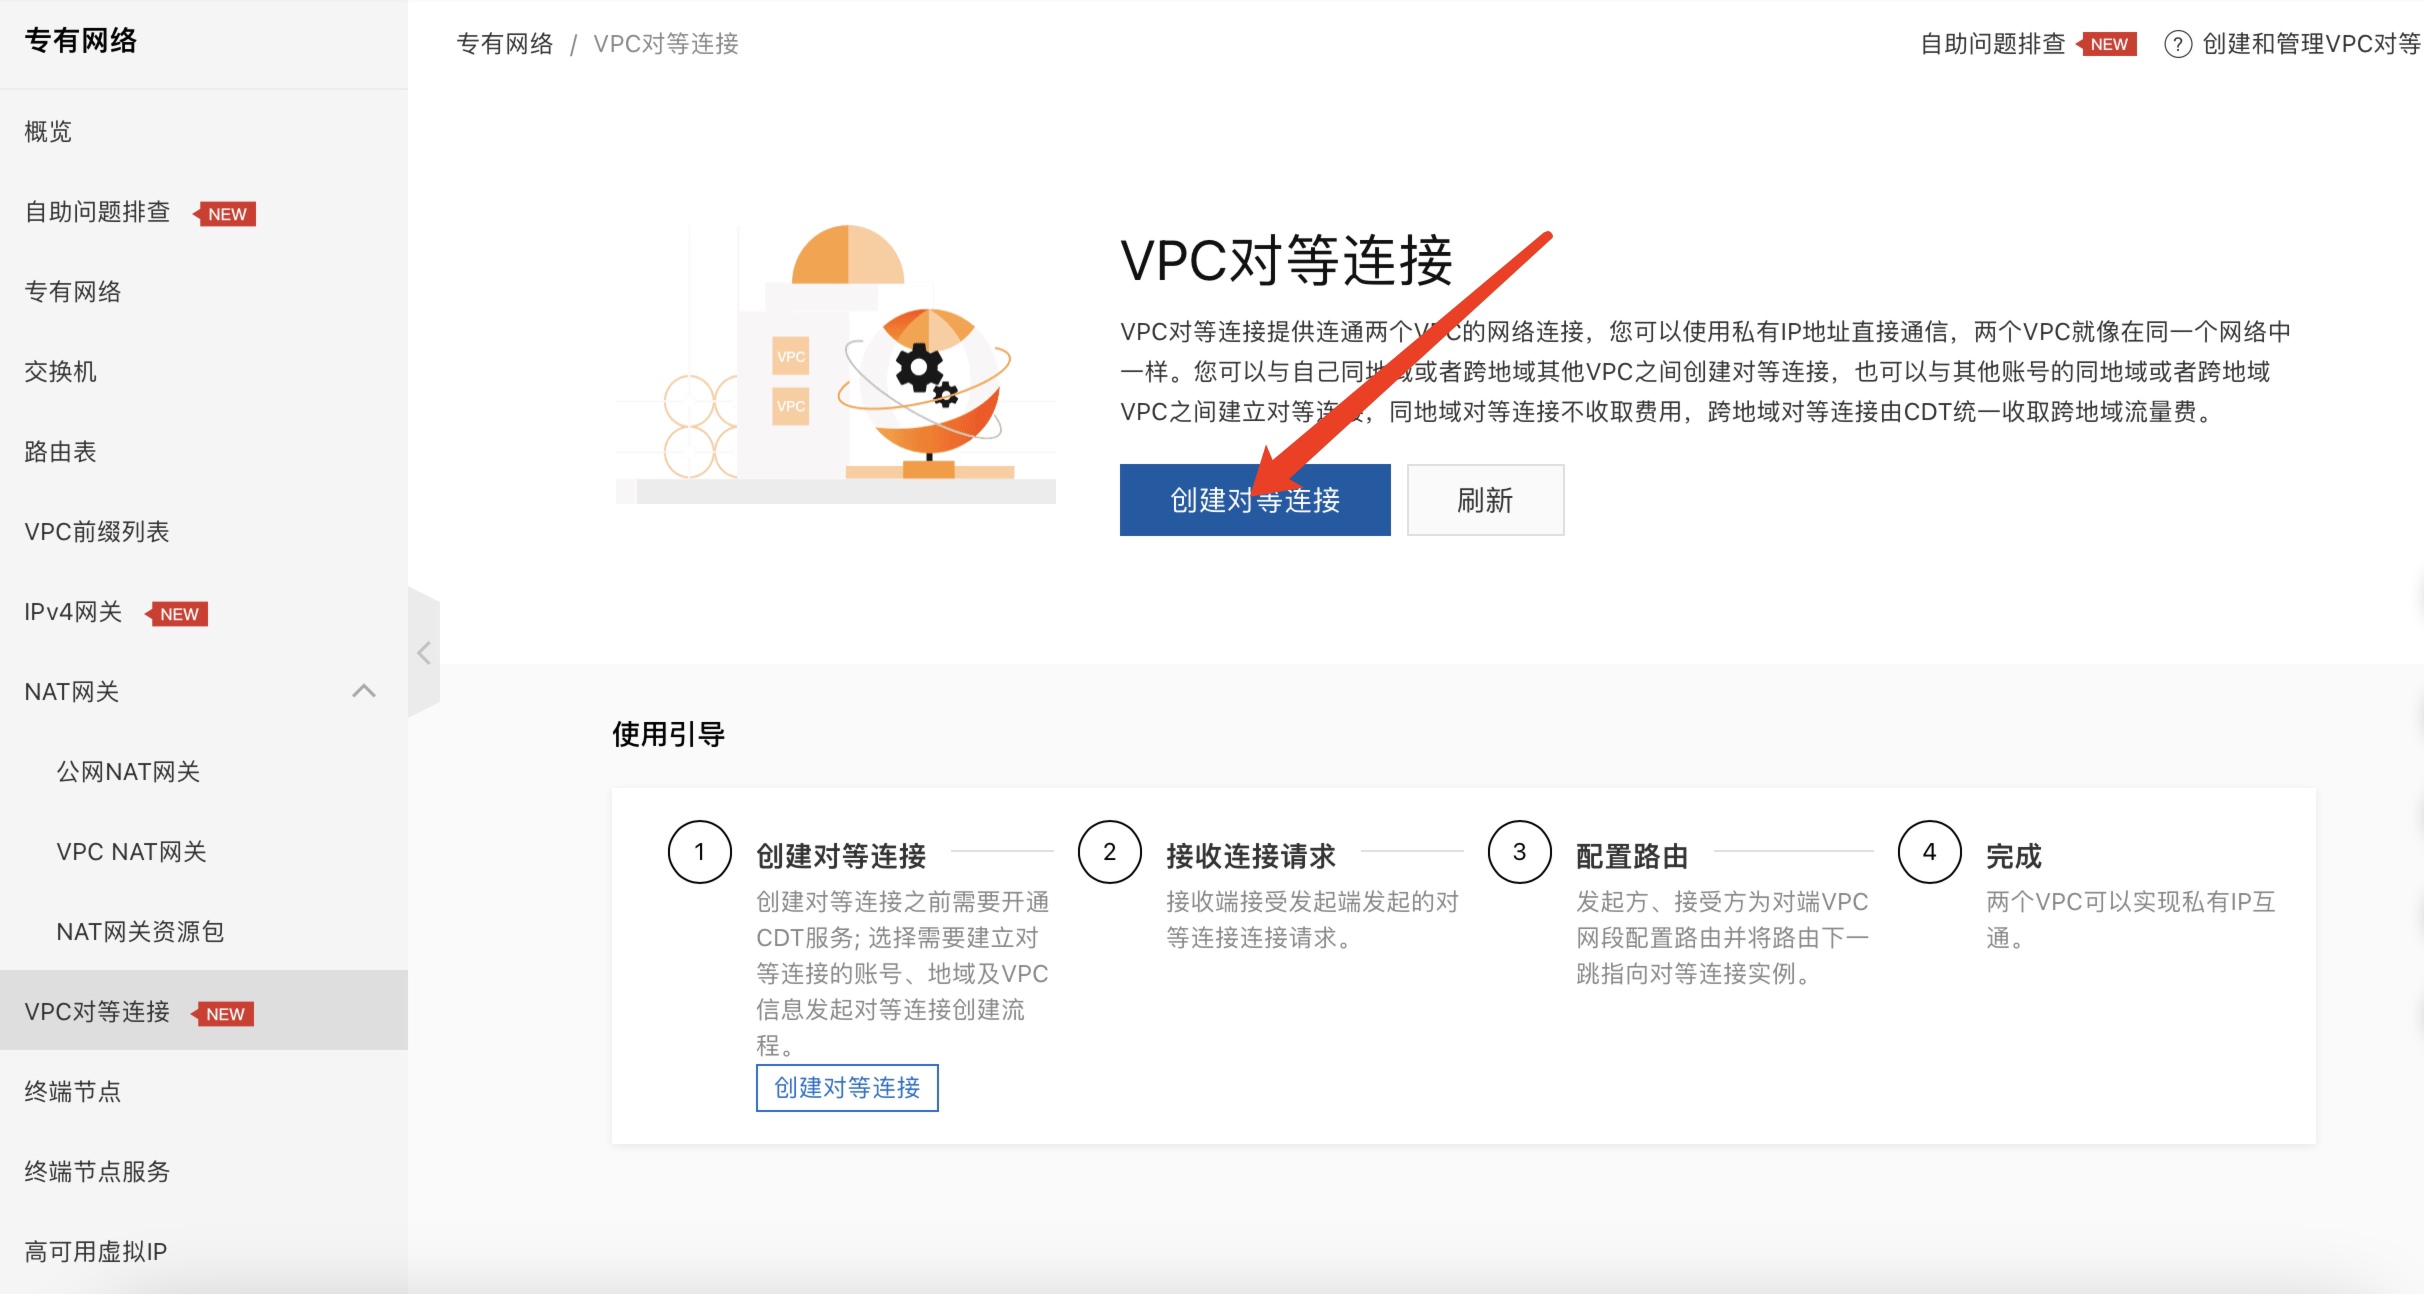 专有网络
概览
自助问题排查 NEW
专有网络
交换机
路由表
VPC前缀列表
IPv4网关 NEW
NAT网关
公网NAT网关
VPC NAT网关
NAT网关资源包
VPC对等连接 NEW
终端节点
终端节点服务
高可用虚拟IP
专有网络 / VPC对等连接
自助问题排查 NEW ? 创建和管理VPC对等
VPC
VPC
VPC对等连接
VPC对等连接提供连通两个VPC的网络连接，您可以使用私有IP地址直接通信，两个VPC就像在同一个网络中
一样。您可以与自己同地域或者跨地域其他VPC之间创建对等连接，也可以与其他账号的同地域或者跨地域
VPC之间建立对等连接，同地域对等连接不收取费用，跨地域对等连接由CDT统一收取跨地域流量费。
创建对等连接 刷新
使用引导
1 创建对等连接
创建对等连接之前需要开通
CDT服务; 选择需要建立对
等连接的账号、地域及VPC
信息发起对等连接创建流
程。
创建对等连接
2 接收连接请求
接收端接受发起端发起的对
等连接连接请求。
3 配置路由
发起方、接受方为对端VPC
网段配置路由并将路由下一
跳指向对等连接实例。
4 完成
两个VPC可以实现私有IP互
通。